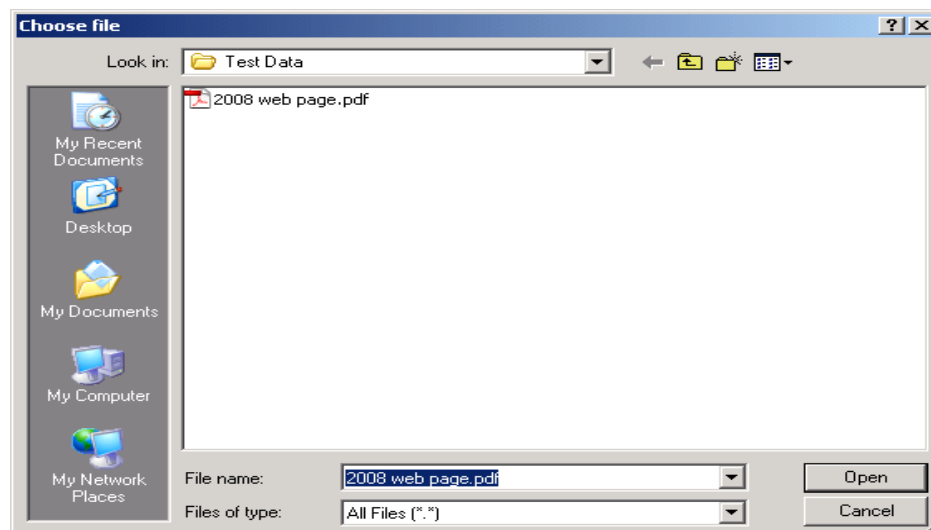 Choose file
Look in:
Test Data
2008 web page.pdf
My Recent
Documents
Desktop
My Documents
My Computer
My Network
Places
File name:
2008 web page.pdf
Open
Files of type:
All Files (*.*)
Cancel